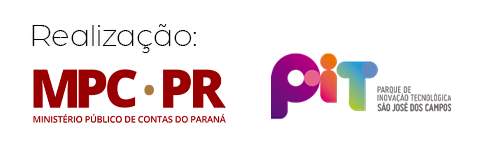 Realização:
MPC·PR
MINISTÉRIO PÚBLICO DE CONTAS DO PARANÁ
PiT
PARQUE DE
INOVAÇÃO TECNOLÓGICA
SÃO JOSÉ DOS CAMPOS